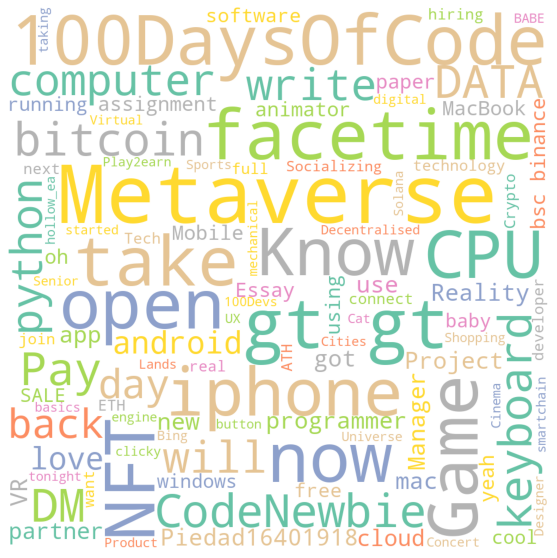 taking software hiring BABE
100DaysOfCode
computer write paper DATA
digital
running assignment animator MacBook
Virtual
bitcoin facetime
next Play2earn Sports full Socializing technology
hollow_ea
python
bsc binance
Solana
Crypto
Metaverse
started
oh Tech Mobile mechanical Decentralised
take Know CPU
Senior
open Essay using use Reality
100Devs connect
UX
gt gt
join app android got Cat baby
developer
Lands real ATH Cities Shopping
Pay day iphone Project
SALE
basics ETH engine new Bing button programmer Universe
Manager
Game
keyboard
Cinema
smartchain
back
love NFT will now
clicky windows mac yeah
VR
tonight want free
Designer
DM CodeNewbie
partner Piedad16401918 cloud cool
Product Concert